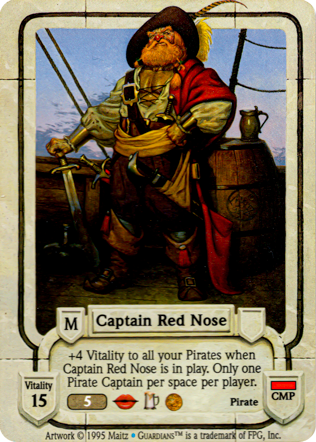 M
Captain Red Nose
+4 Vitality to all your Pirates when
Captain Red Nose is in play. Only one
Pirate Captain per space per player.
Vitality
15
5
Pirate
CMP
Artwork © 1995 Maitz • GUARDIANS™ is a trademark of FPG, Inc.